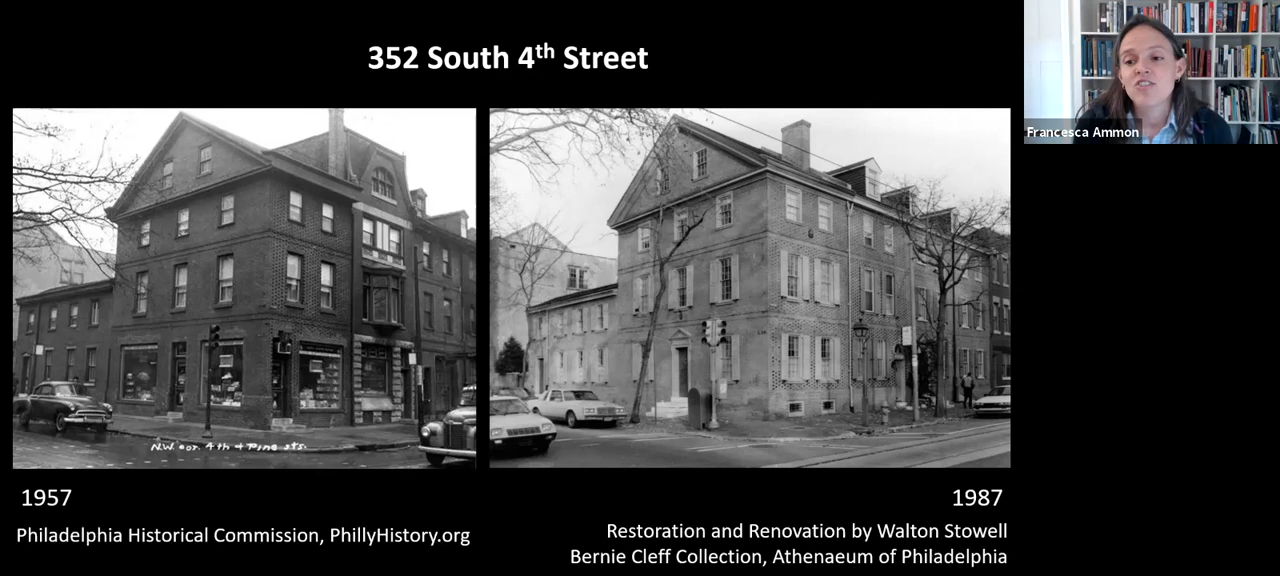 352 South 4th Street
Francesca Ammon
N.W. cor. 4th & Pine sts.
1957
1987
Philadelphia Historical Commission, PhillyHistory.org
Restoration and Renovation by Walton Stowell
Bernie Cleff Collection, Athenaeum of Philadelphia